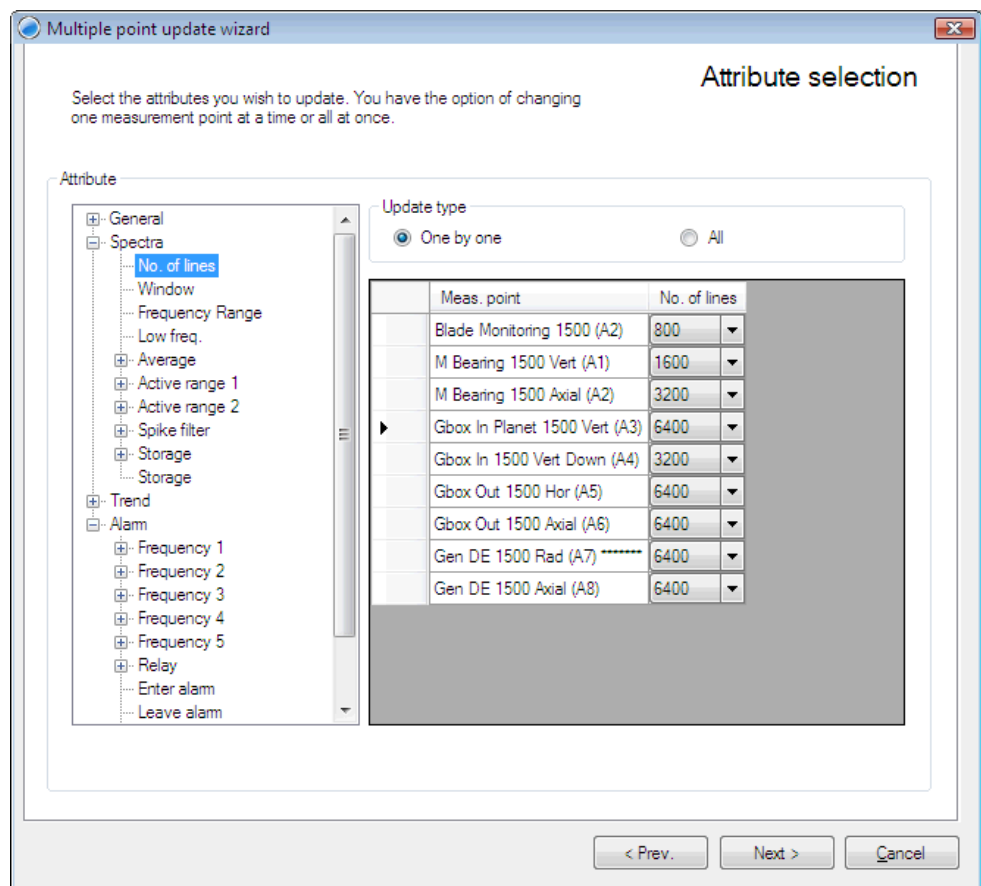 Multiple point update wizard
Attribute selection
Select the attributes you wish to update. You have the option of changing
one measurement point at a time or all at once.
Attribute
General
Spectra
No. of lines
Window
Frequency Range
Low freq.
Average
Active range 1
Active range 2
Spike filter
Storage
Storage
Trend
Alarm
Frequency 1
Frequency 2
Frequency 3
Frequency 4
Frequency 5
Relay
Enter alarm
Leave alarm
Update type
One by one All
Meas. point No. of lines
Blade Monitoring 1500 (A2) 800
M Bearing 1500 Vert (A1) 1600
M Bearing 1500 Axial (A2) 3200
Gbox In Planet 1500 Vert (A3) 6400
Gbox In 1500 Vert Down (A4) 3200
Gbox Out 1500 Hor (A5) 6400
Gbox Out 1500 Axial (A6) 6400
Gen DE 1500 Rad (A7) ******* 6400
Gen DE 1500 Axial (A8) 6400
< Prev. Next > Cancel